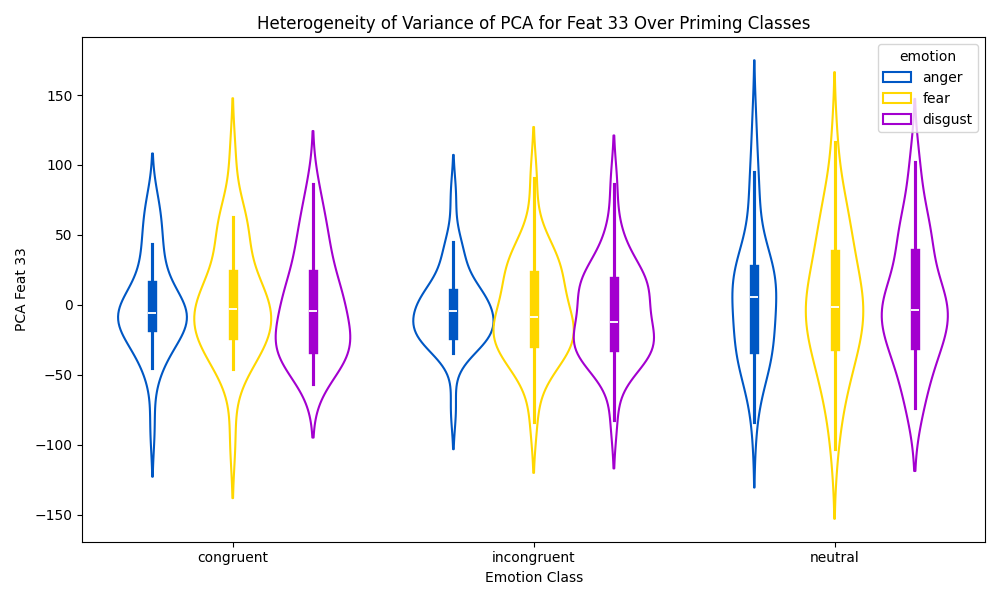 Heterogeneity of Variance of PCA for Feat 33 Over Priming Classes
emotion
anger
fear
disgust
150
100
50
0
−50
−100
−150
PCA Feat 33
congruent
incongruent
neutral
Emotion Class